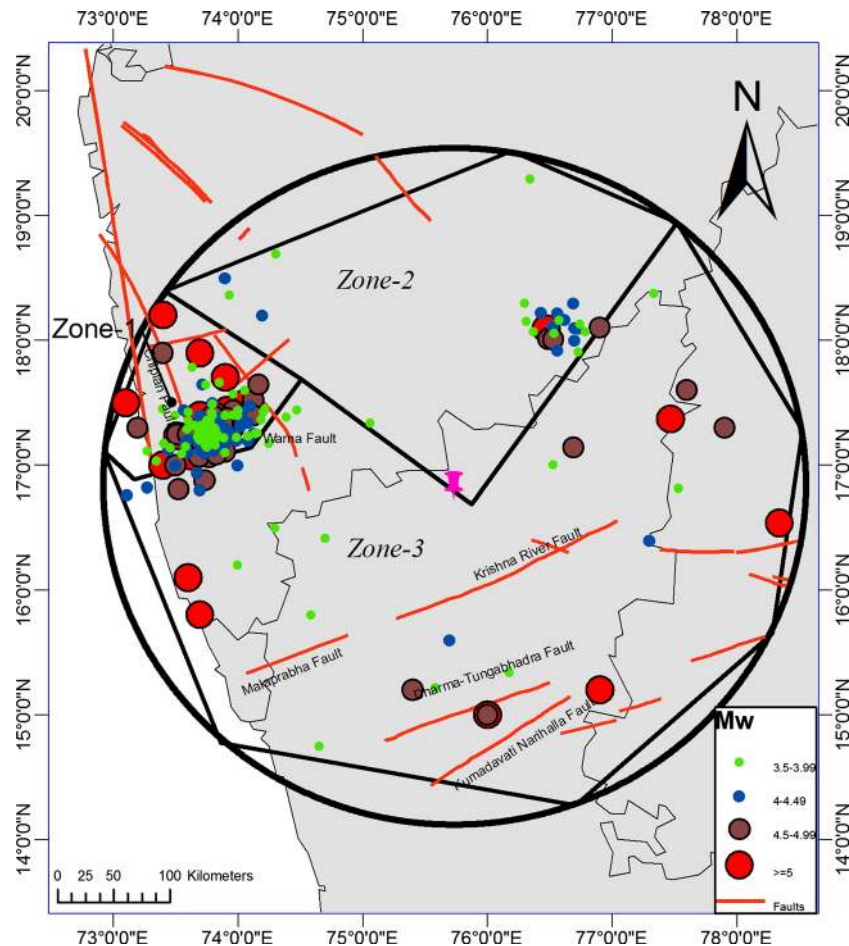 73°0'0"E 74°0'0"E 75°0'0"E 76°0'0"E 77°0'0"E 78°0'0"E
20°0'0"N
19°0'0"N
18°0'0"N
17°0'0"N
16°0'0"N
15°0'0"N
14°0'0"N
N
Zone-2
Zone-1
Chiplan Fault
Warna Fault
Zone-3
Krishna River Fault
Malaprabha Fault
Dharma-Tungabhadra Fault
Kumadavati Narihalla Fault
Mw
3.5-3.99
4-4.49
4.5-4.99
>=5
Faults
0 25 50 100 Kilometers
20°0'0"N
19°0'0"N
18°0'0"N
17°0'0"N
16°0'0"N
15°0'0"N
14°0'0"N
73°0'0"E 74°0'0"E 75°0'0"E 76°0'0"E 77°0'0"E 78°0'0"E